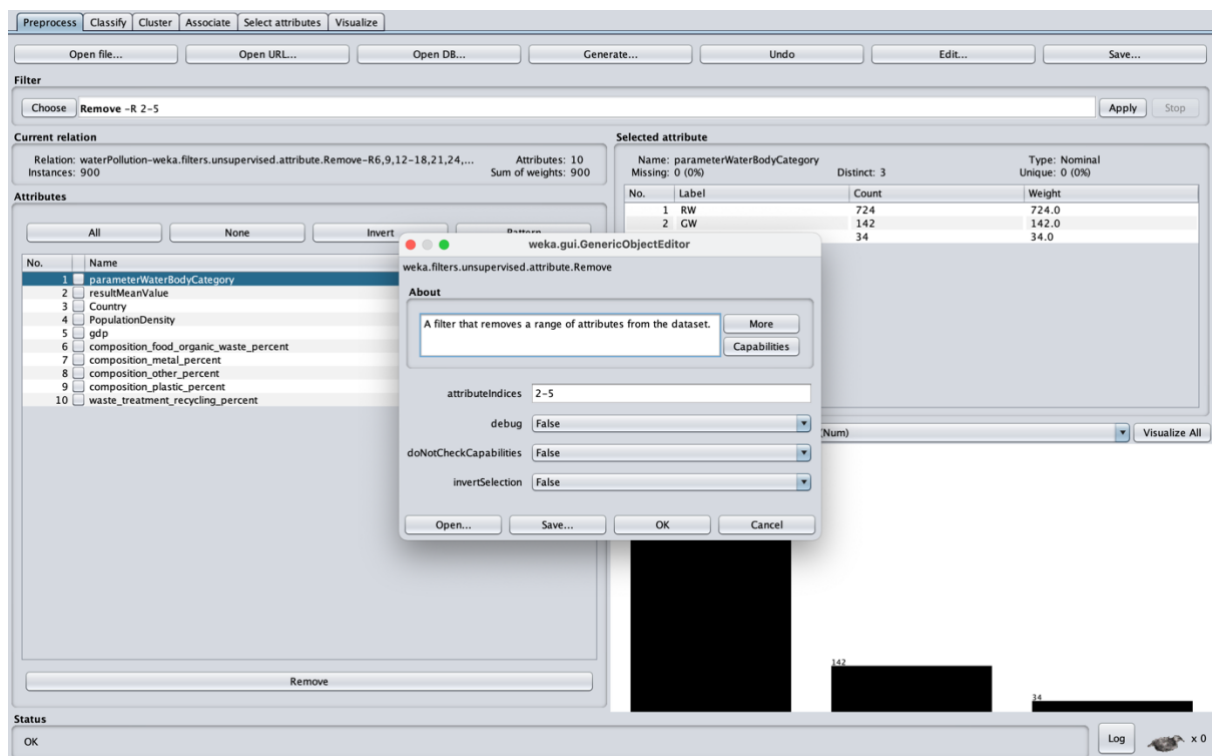 Preprocess Classify Cluster Associate Select attributes Visualize
Open file... Open URL... Open DB... Generate... Undo Edit... Save...
Filter
Choose Remove -R 2-5 Apply Stop
Current relation
Relation: waterPollution-weka.filters.unsupervised.attribute.Remove-R6,9,12-18,21,24,... Attributes: 10
Instances: 900 Sum of weights: 900
Attributes
All None Invert
No. Name
1 parameterWaterBodyCategory
2 resultMeanValue
3 Country
4 PopulationDensity
5 gdp
6 composition_food_organic_waste_percent
7 composition_metal_percent
8 composition_other_percent
9 composition_plastic_percent
10 waste_treatment_recycling_percent
Remove
Selected attribute
Name: parameterWaterBodyCategory Type: Nominal
Missing: 0 (0%) Distinct: 3 Unique: 0 (0%)
No. Label Count Weight
1 RW 724 724.0
2 GW 142 142.0
34 34.0
(Num) Visualize All
142
34
weka.gui.GenericObjectEditor
weka.filters.unsupervised.attribute.Remove
About
A filter that removes a range of attributes from the dataset. More
Capabilities
attributeIndices 2-5
debug False
doNotCheckCapabilities False
invertSelection False
Open... Save... OK Cancel
Status
OK Log x 0